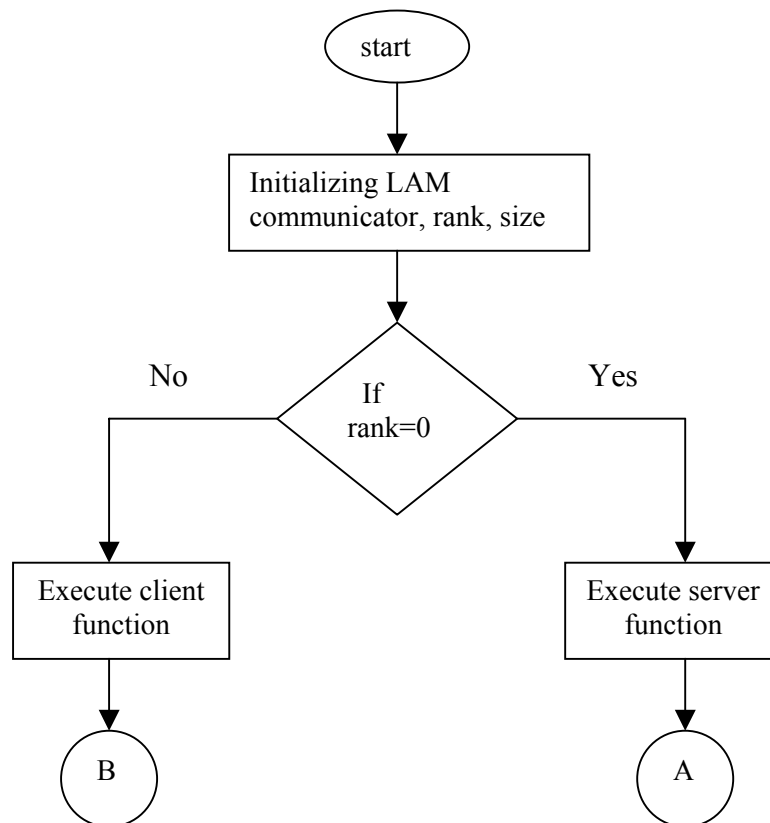 start
Initializing LAM
communicator, rank, size
No
Yes
If
rank=0
Execute client
function
Execute server
function
B
A